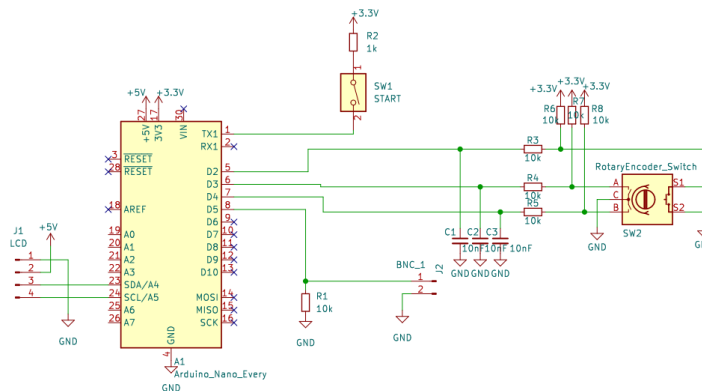 +3.3V
R2
1k
1
SW1
START
2
+5V
+3.3V
27
17
30
+5V
3V3
VIN
TX1 1
RX1 2
3 RESET
28 RESET
D2 5
D3 6
D4 7
18 AREF
D5 8
D6 9
19 A0
D7 10
20 A1
D8 11
21 A2
D9 12
22 A3
D10 13
23 SDA/A4
24 SCL/A5
MOSI 14
25 A6
MISO 15
26 A7
SCK 16
GND
4
A1
Arduino_Nano_Every
GND
J1
LCD
+5V
1
2
3
4
GND
R1
10k
GND
BNC_1
1
2
J2
GND
+3.3V
+3.3V
+3.3V
R6
10k
R7
10k
R8
10k
R3
10k
R4
10k
R5
10k
C1
10nF
C2
10nF
C3
10nF
GND
GND
GND
RotaryEncoder_Switch
A
C
B
S1
S2
SW2
GND